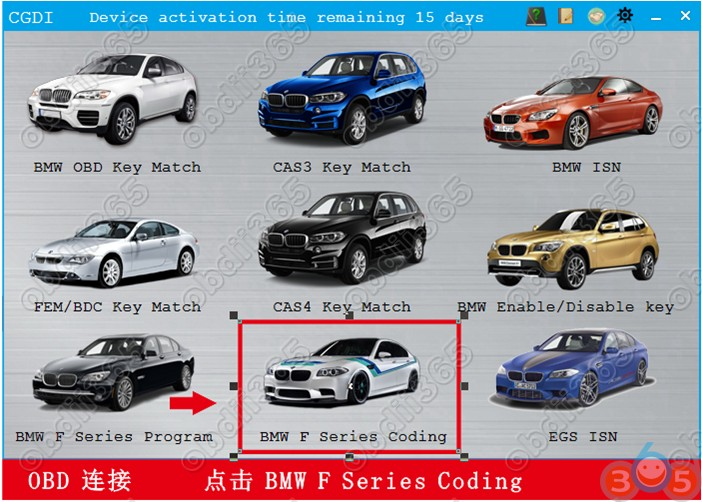 CGDI Device activation time remaining 15 days
BMW OBD Key Match CAS3 Key Match BMW ISN
FEM/BDC Key Match CAS4 Key Match BMW Enable/Disable key
BMW F Series Program BMW F Series Coding EGS ISN
OBD 连接 点击 BMW F Series Coding
365
obdii365